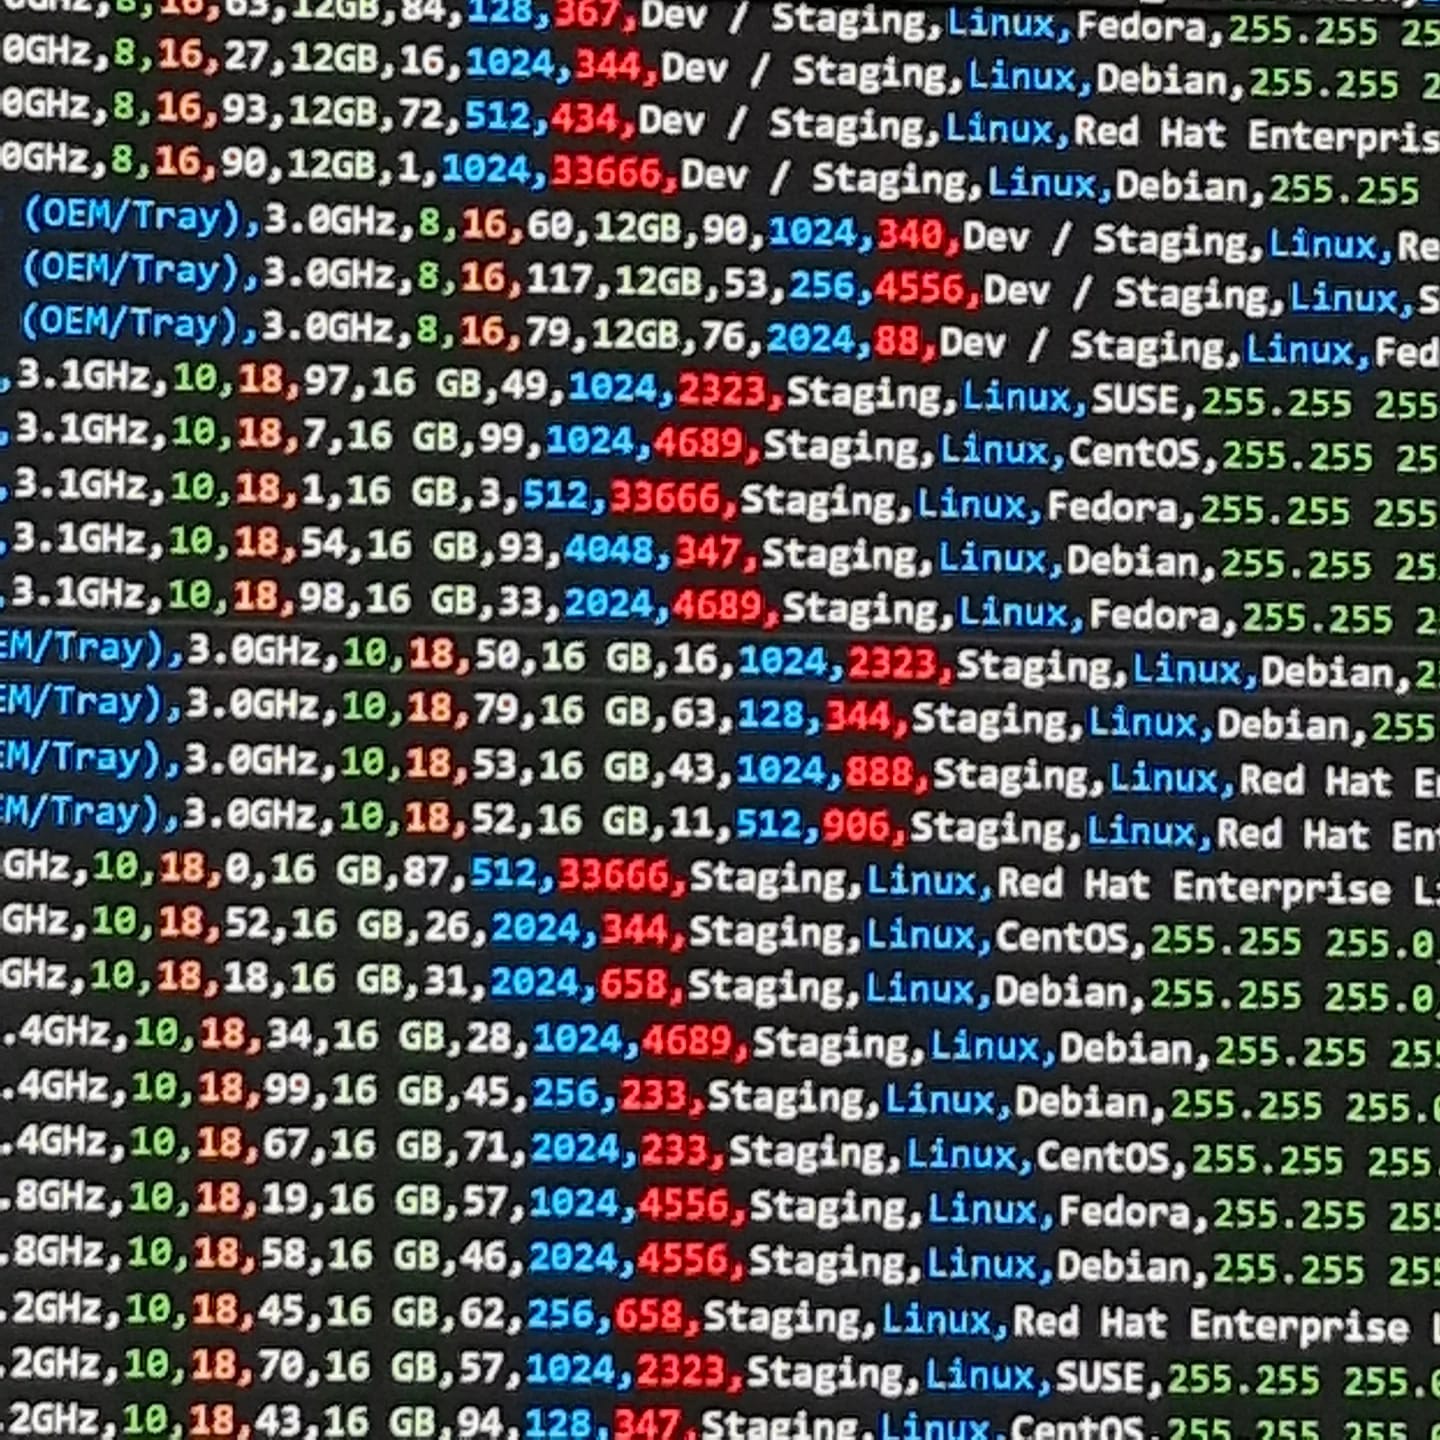 0GHz,8,16,63,12GB,84,128,367,Dev / Staging,Linux,Fedora,255.255 25
0GHz,8,16,27,12GB,16,1024,344,Dev / Staging,Linux,Debian,255.255 2
0GHz,8,16,93,12GB,72,512,434,Dev / Staging,Linux,Red Hat Enterpris
0GHz,8,16,90,12GB,1,1024,33666,Dev / Staging,Linux,Debian,255.255
(OEM/Tray),3.0GHz,8,16,60,12GB,90,1024,340,Dev / Staging,Linux,Re
(OEM/Tray),3.0GHz,8,16,117,12GB,53,256,4556,Dev / Staging,Linux,S
(OEM/Tray),3.0GHz,8,16,79,12GB,76,2024,88,Dev / Staging,Linux,Fed
,3.1GHz,10,18,97,16 GB,49,1024,2323,Staging,Linux,SUSE,255.255 255
,3.1GHz,10,18,7,16 GB,99,1024,4689,Staging,Linux,CentOS,255.255 25
,3.1GHz,10,18,1,16 GB,3,512,33666,Staging,Linux,Fedora,255.255 255
,3.1GHz,10,18,54,16 GB,93,4048,347,Staging,Linux,Debian,255.255 25
,3.1GHz,10,18,98,16 GB,33,2024,4689,Staging,Linux,Fedora,255.255 2
EM/Tray),3.0GHz,10,18,50,16 GB,16,1024,2323,Staging,Linux,Debian,2
EM/Tray),3.0GHz,10,18,79,16 GB,63,128,344,Staging,Linux,Debian,255
EM/Tray),3.0GHz,10,18,53,16 GB,43,1024,888,Staging,Linux,Red Hat E
EM/Tray),3.0GHz,10,18,52,16 GB,11,512,906,Staging,Linux,Red Hat En
GHz,10,18,0,16 GB,87,512,33666,Staging,Linux,Red Hat Enterprise L
GHz,10,18,52,16 GB,26,2024,344,Staging,Linux,CentOS,255.255 255.0
GHz,10,18,18,16 GB,31,2024,658,Staging,Linux,Debian,255.255 255.0
.4GHz,10,18,34,16 GB,28,1024,4689,Staging,Linux,Debian,255.255 255
.4GHz,10,18,99,16 GB,45,256,233,Staging,Linux,Debian,255.255 255.0
.4GHz,10,18,67,16 GB,71,2024,233,Staging,Linux,CentOS,255.255 255.
.8GHz,10,18,19,16 GB,57,1024,4556,Staging,Linux,Fedora,255.255 255
.8GHz,10,18,58,16 GB,46,2024,4556,Staging,Linux,Debian,255.255 255
.2GHz,10,18,45,16 GB,62,256,658,Staging,Linux,Red Hat Enterprise L
.2GHz,10,18,70,16 GB,57,1024,2323,Staging,Linux,SUSE,255.255 255.0
.2GHz,10,18,43,16 GB,94,128,347,Staging,Linux,CentOS,255.255 255.0